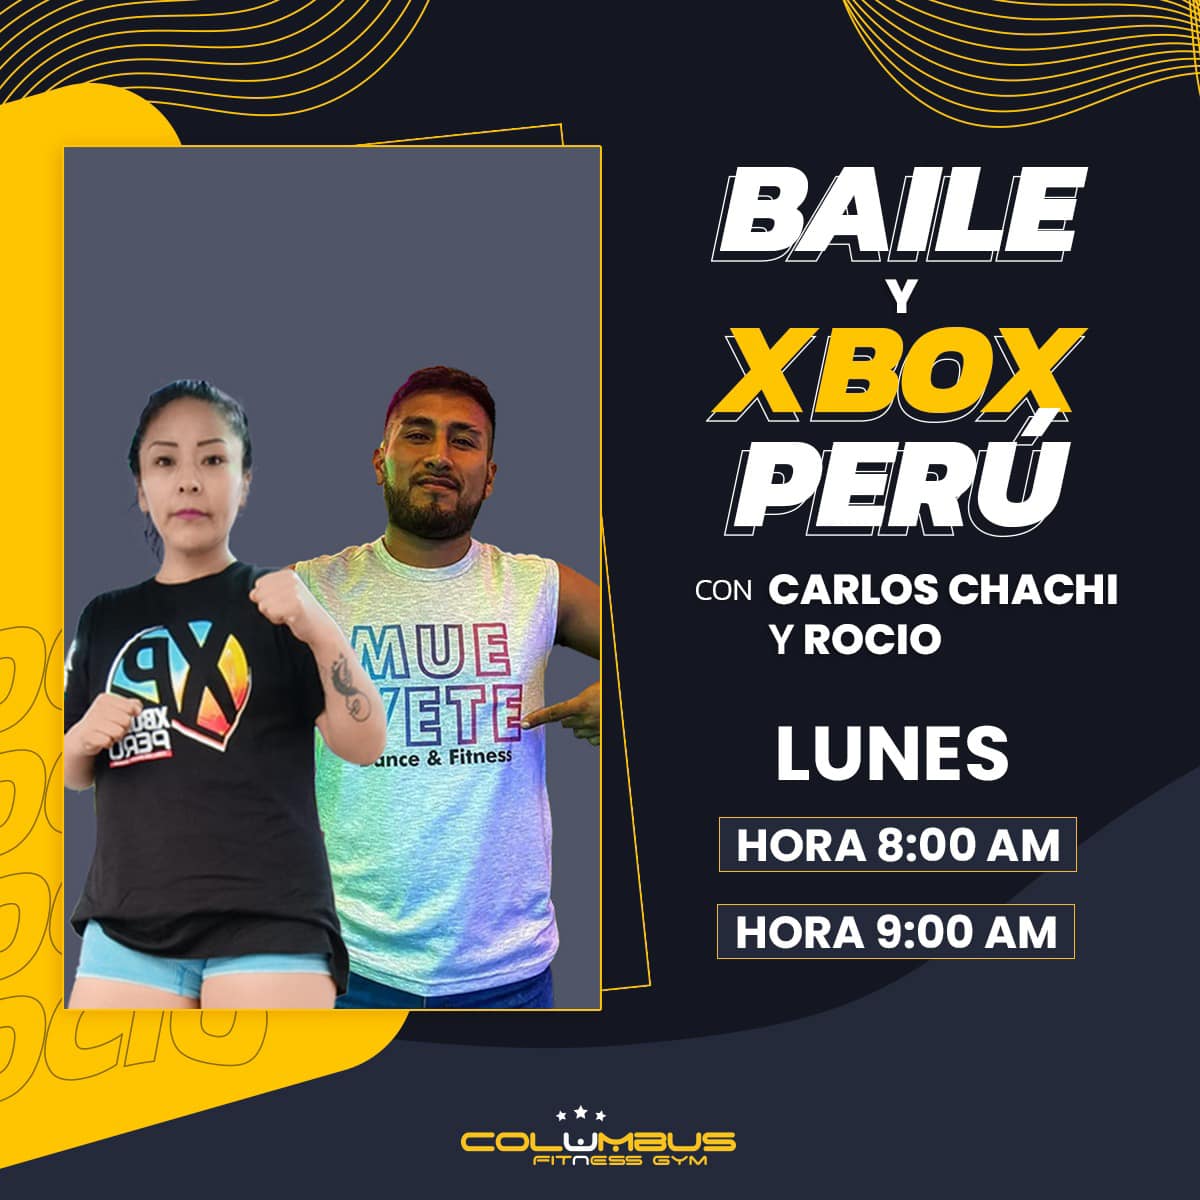 BAILE
Y
XBOX
PERÚ
CON CARLOS CHACHI
Y ROCIO
LUNES
HORA 8:00 AM
HORA 9:00 AM
XP
XBOX
PERÚ
MUE
VETE
Dance & Fitness
OCIO
COLUMBUS
FITNESS GYM